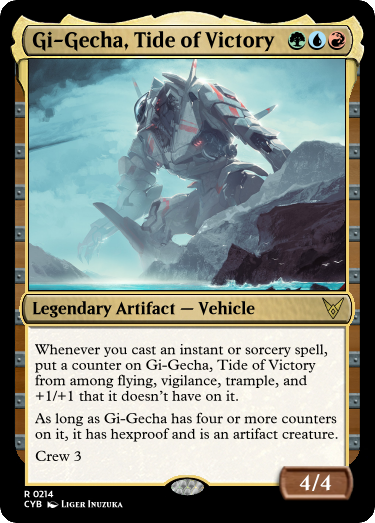 Gi-Gecha, Tide of Victory
Legendary Artifact — Vehicle
Whenever you cast an instant or sorcery spell,
put a counter on Gi-Gecha, Tide of Victory
from among flying, vigilance, trample, and
+1/+1 that it doesn't have on it.
As long as Gi-Gecha has four or more counters
on it, it has hexproof and is an artifact creature.
Crew 3
4/4
R 0214
CYB Liger Inuzuka